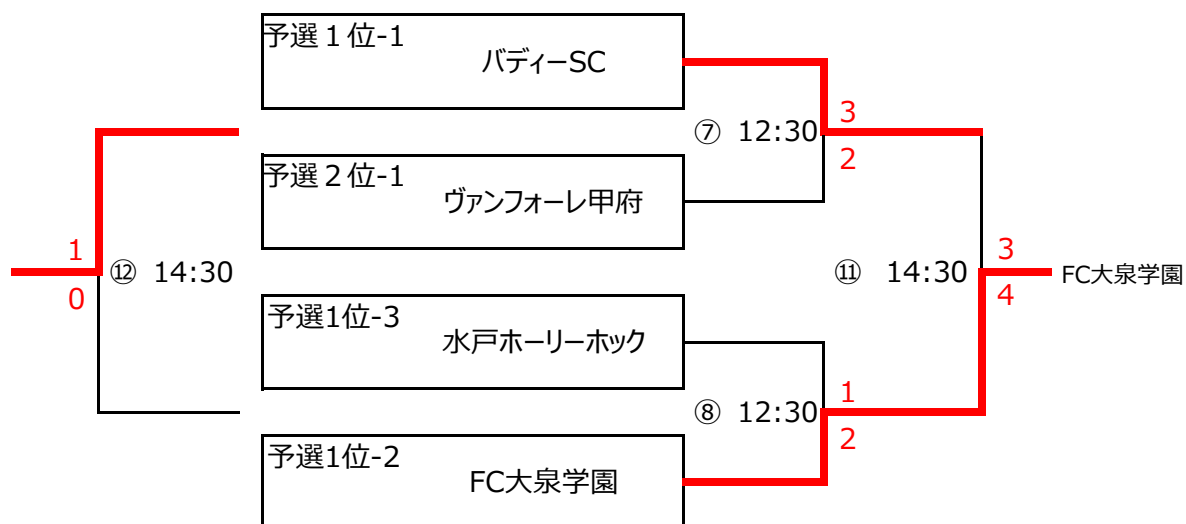 予選１位-1
バディーSC
⑦ 12:30
3
2
予選２位-1
ヴァンフォーレ甲府
1
0
⑫ 14:30
⑪ 14:30
3
4
FC大泉学園
予選1位-3
水戸ホーリーホック
⑧ 12:30
1
2
予選1位-2
FC大泉学園